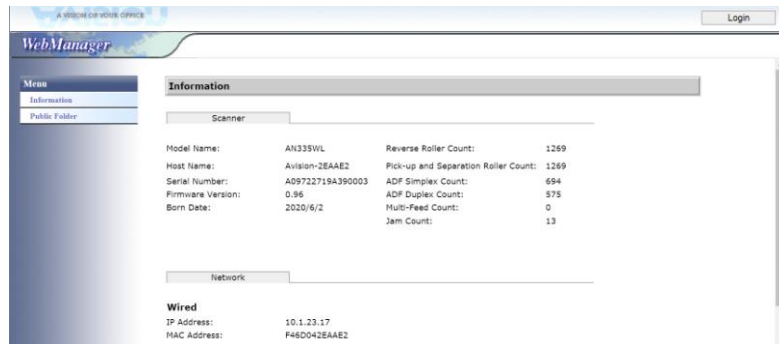 A VISION OR YOUR OFFICE
Login
WebManager
Menu
Information
Public Folder
Information
Scanner
Model Name: AN335WL Reverse Roller Count: 1269
Host Name: Avision-2EAAE2 Pick-up and Separation Roller Count: 1269
Serial Number: A09722719A390003 ADF Simplex Count: 694
Firmware Version: 0.96 ADF Duplex Count: 575
Born Date: 2020/6/2 Multi-Feed Count: 0
Jam Count: 13
Network
Wired
IP Address: 10.1.23.17
MAC Address: F46D042EAAE2